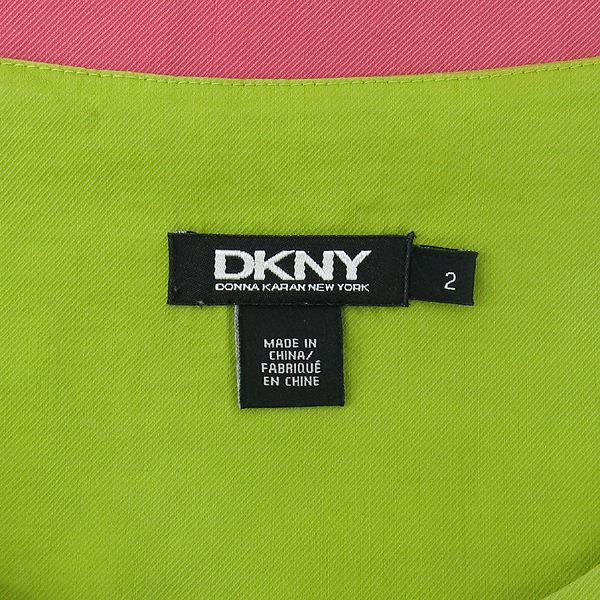 DKNY
DONNA KARAN NEW YORK
2
MADE IN
CHINA/
FABRIQUÉ
EN CHINE